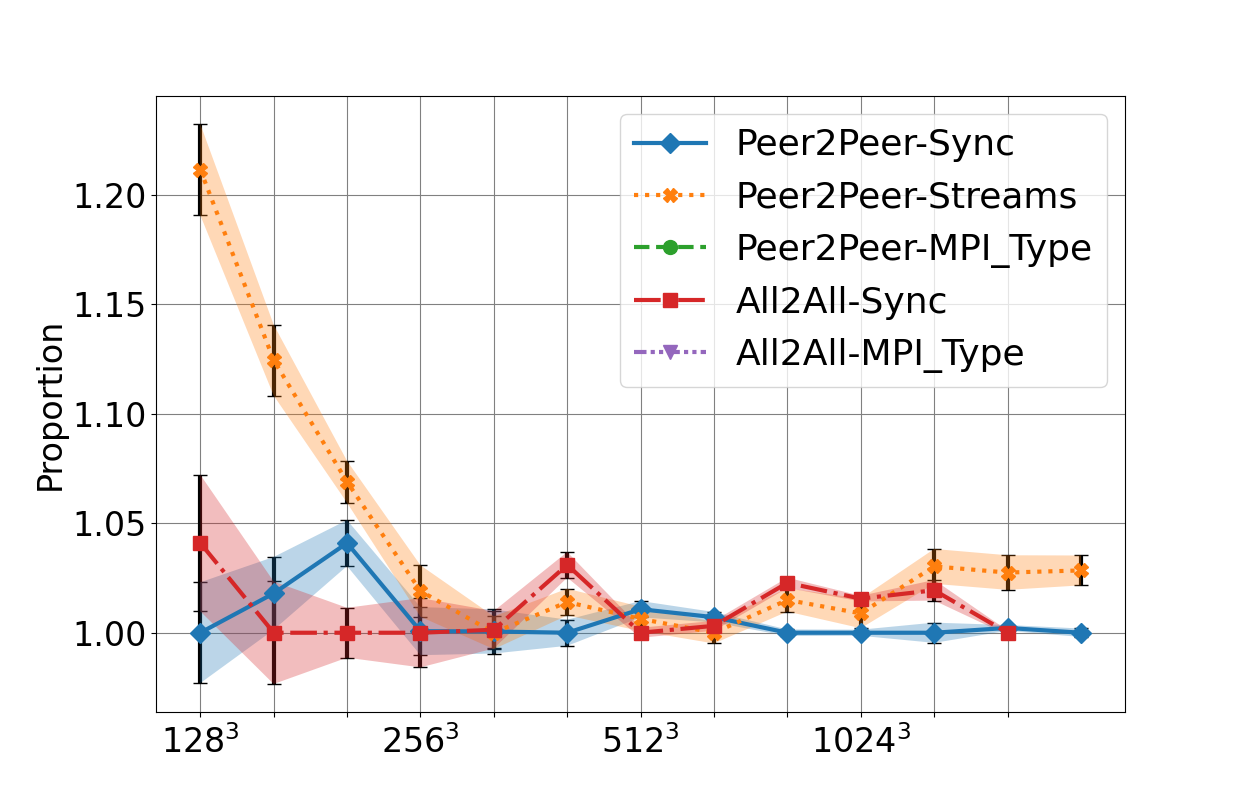 Proportion
1.20
1.15
1.10
1.05
1.00
128³
256³
512³
1024³
Peer2Peer-Sync
Peer2Peer-Streams
Peer2Peer-MPI_Type
All2All-Sync
All2All-MPI_Type